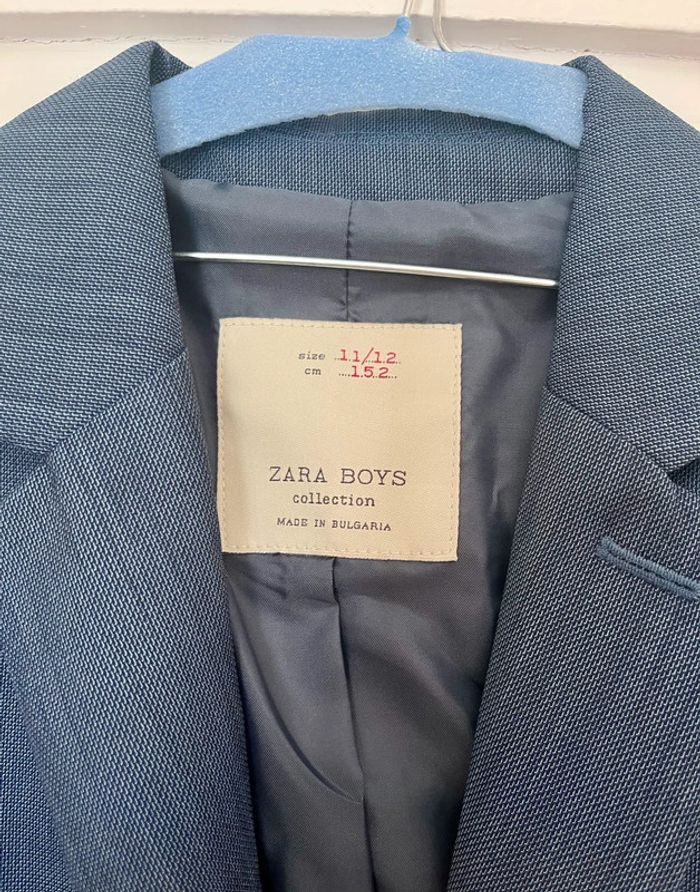 size 11/12
cm 152
ZARA BOYS
collection
MADE IN BULGARIA